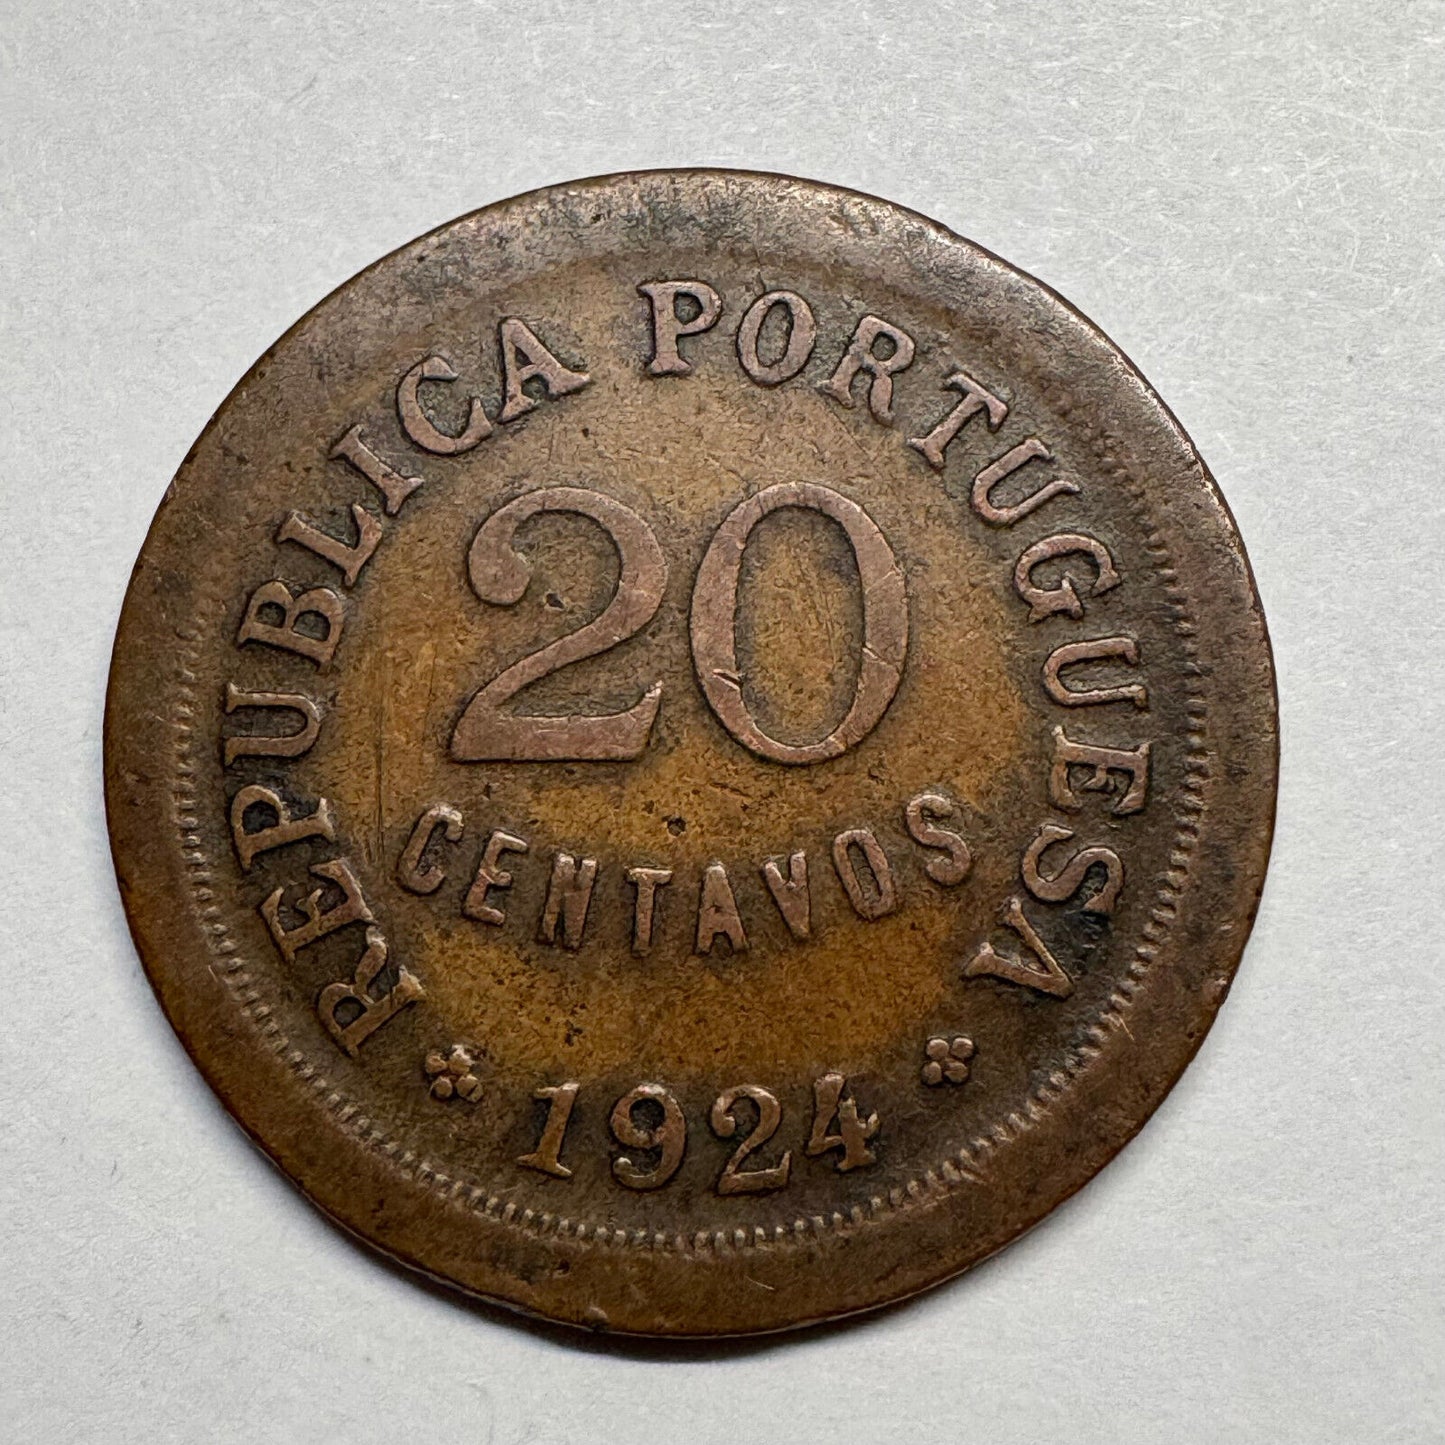 REPUBLICA PORTUGUESA
20
CENTAVOS
1924